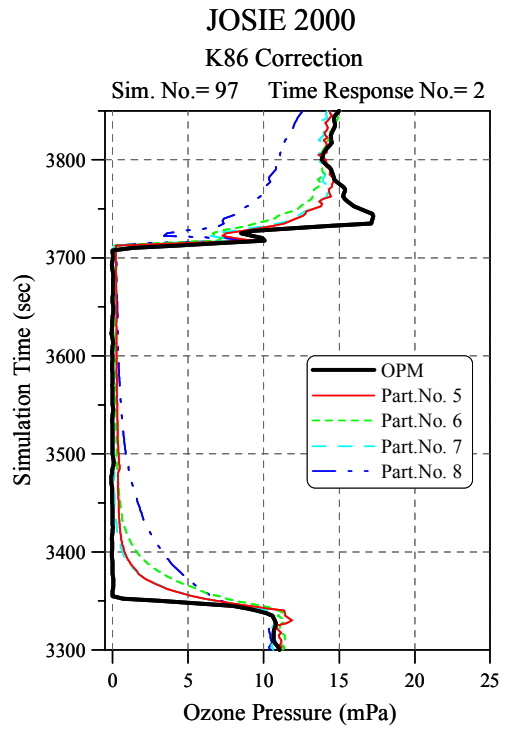 JOSIE 2000
K86 Correction
Sim. No.= 97 Time Response No.= 2
3800
3700
3600
3500
3400
3300
Simulation Time (sec)
OPM
Part.No. 5
Part.No. 6
Part.No. 7
Part.No. 8
0 5 10 15 20 25
Ozone Pressure (mPa)